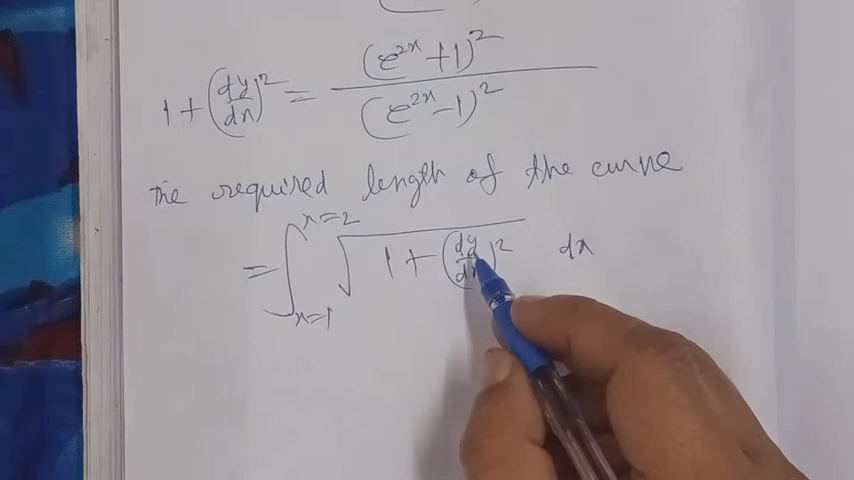 1 + (dy/dx)^2 = (e^{2x} + 1)^2 / (e^{2x} - 1)^2
The required length of the curve
= ∫_{x=1}^{x=2} √(1 + (dy/dx)^2) dx